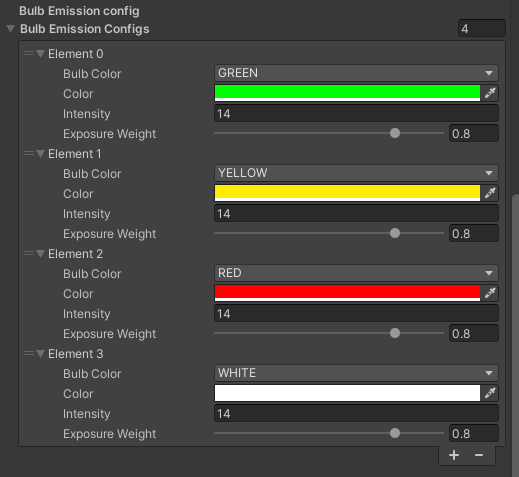 Bulb Emission config
Bulb Emission Configs 4
Element 0
Bulb Color GREEN
Color
Intensity 14
Exposure Weight 0.8
Element 1
Bulb Color YELLOW
Color
Intensity 14
Exposure Weight 0.8
Element 2
Bulb Color RED
Color
Intensity 14
Exposure Weight 0.8
Element 3
Bulb Color WHITE
Color
Intensity 14
Exposure Weight 0.8
+ −